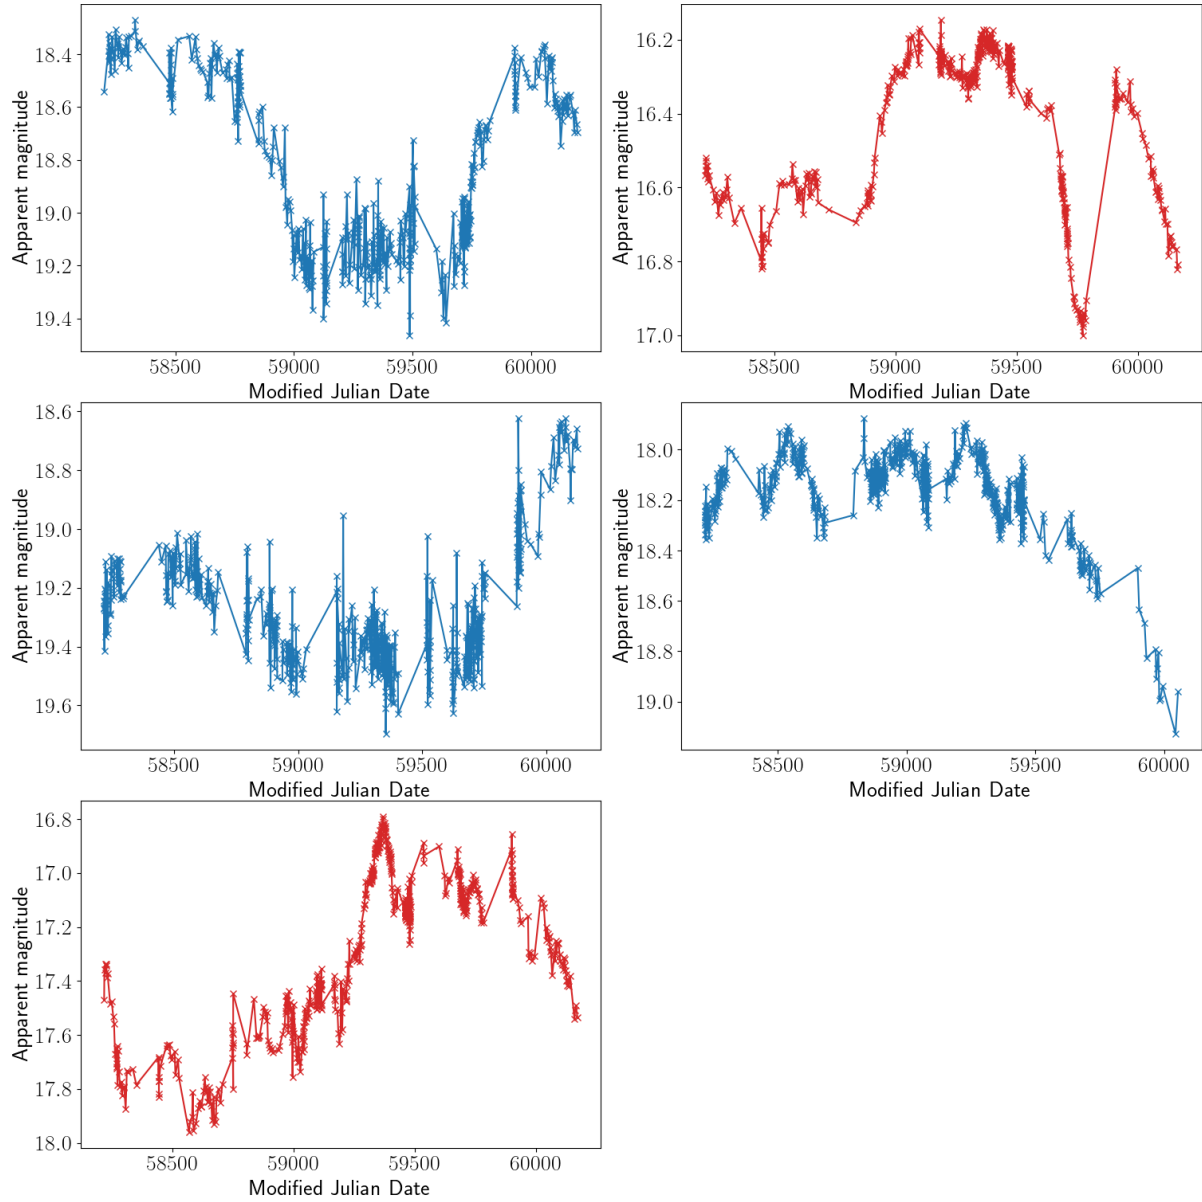 18.4
18.6
18.8
19.0
19.2
19.4
Apparent magnitude
58500 59000 59500 60000
Modified Julian Date
16.2
16.4
16.6
16.8
17.0
Apparent magnitude
58500 59000 59500 60000
Modified Julian Date
18.6
18.8
19.0
19.2
19.4
19.6
Apparent magnitude
58500 59000 59500 60000
Modified Julian Date
18.0
18.2
18.4
18.6
18.8
19.0
Apparent magnitude
58500 59000 59500 60000
Modified Julian Date
16.8
17.0
17.2
17.4
17.6
17.8
18.0
Apparent magnitude
58500 59000 59500 60000
Modified Julian Date